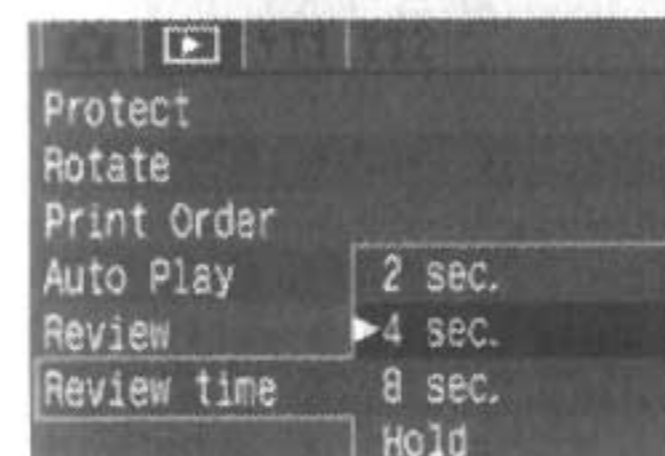 Protect
Rotate
Print Order
Auto Play
2 sec.
Review
▶4 sec.
Review time
8 sec.
Hold